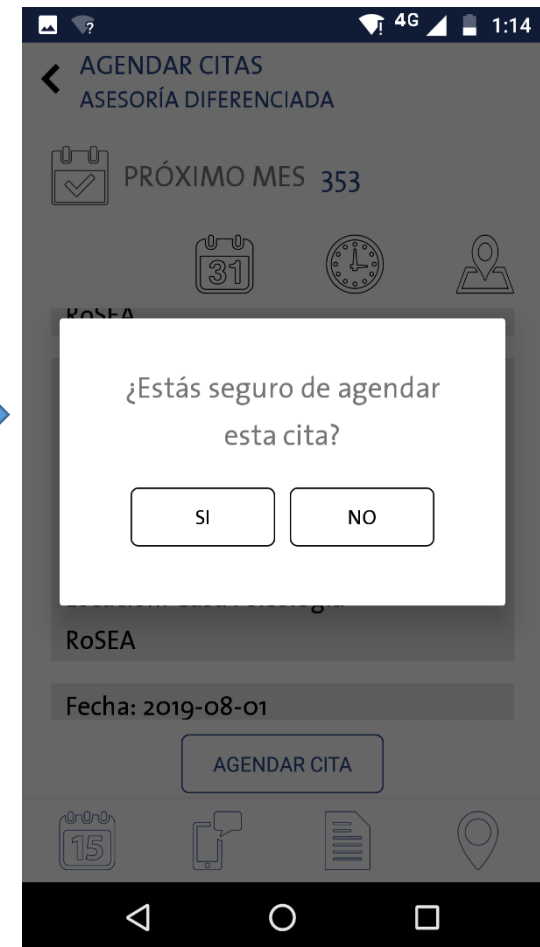 4G 1:14
AGENDAR CITAS
ASESORÍA DIFERENCIADA
PRÓXIMO MES 353
31
RoSEA
¿Estás seguro de agendar
esta cita?
SI NO
RoSEA
Fecha: 2019-08-01
AGENDAR CITA
15